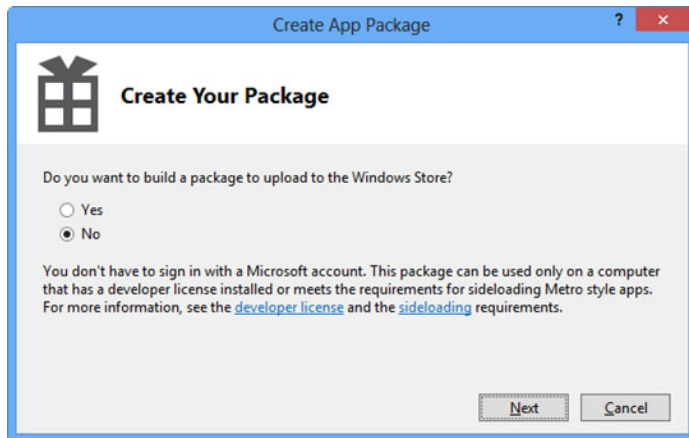 Create App Package
?
Create Your Package
Do you want to build a package to upload to the Windows Store?
Yes
No
You don't have to sign in with a Microsoft account. This package can be used only on a computer
that has a developer license installed or meets the requirements for sideloading Metro style apps.
For more information, see the developer license and the sideloading requirements.
Next
Cancel